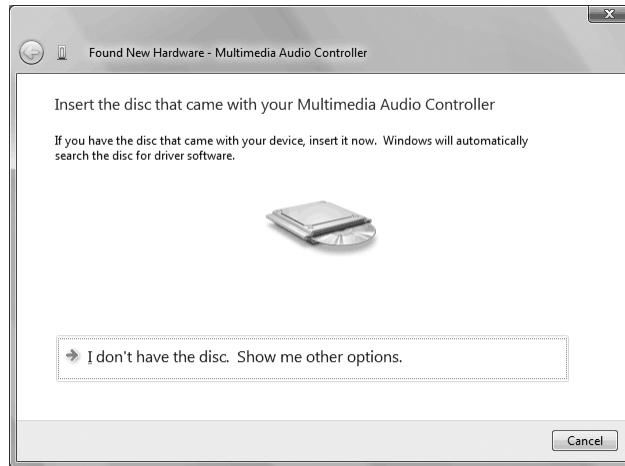 Found New Hardware - Multimedia Audio Controller
Insert the disc that came with your Multimedia Audio Controller
If you have the disc that came with your device, insert it now. Windows will automatically
search the disc for driver software.
I don't have the disc. Show me other options.
Cancel